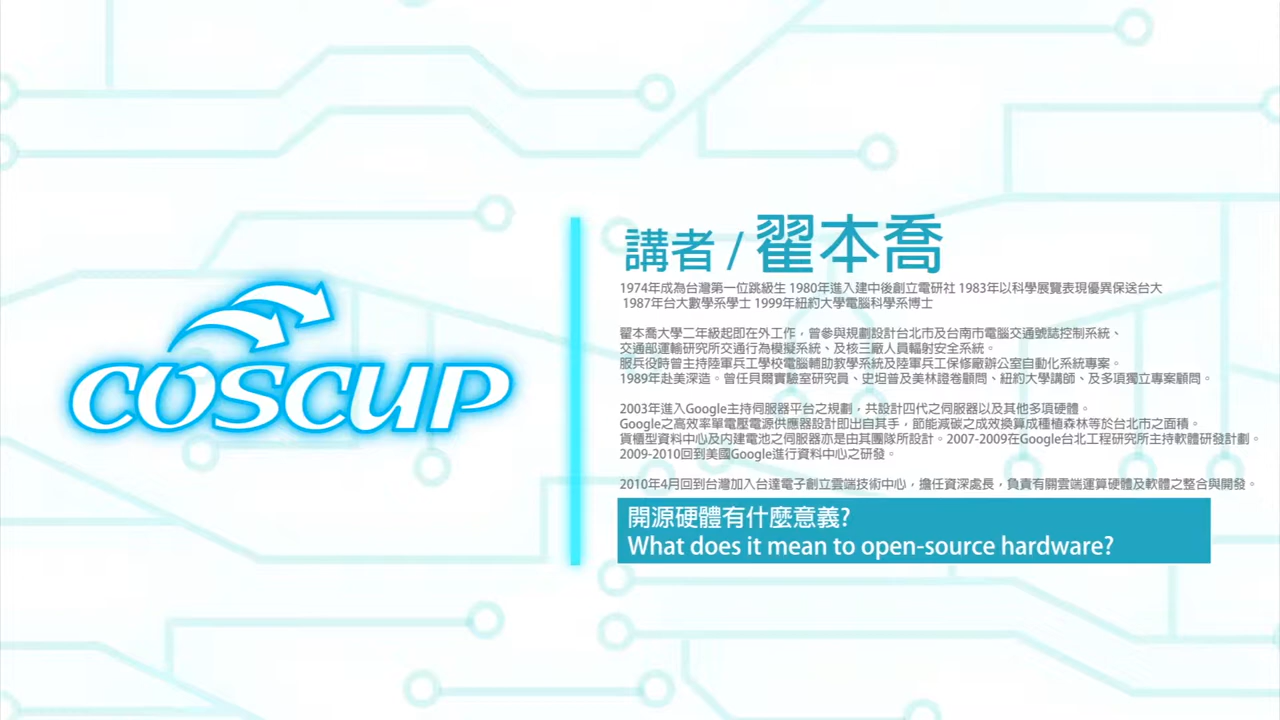 coscup
講者 / 翟本喬
1974年成為台灣第一位跳級生 1980年進入建中後創立電研社 1983年以科學展覽表現優異保送台大
1987年台大數學系學士 1999年紐約大學電腦科學系博士
翟本喬大學二年級起即在外工作，曾參與規劃設計台北市及台南市電腦交通號誌控制系統、
交通部運輸研究所交通行為模擬系統、及核三廠人員輻射安全系統。
服兵役時曾主持陸軍兵工學校電腦輔助教學系統及陸軍兵工保修廠辦公室自動化系統專案。
1989年赴美深造。曾任貝爾實驗室研究員、史坦普及美林證卷顧問、紐約大學講師、及多項獨立專案顧問。
2003年進入Google主持伺服器平台之規劃，共設計四代之伺服器以及其他多項硬體。
Google之高效率單電壓電源供應器設計即出自其手，節能減碳之成效換算成種植森林等於台北市之面積。
貨櫃型資料中心及內建電池之伺服器亦是由其團隊所設計。2007-2009在Google台北工程研究所主持軟體研發計劃。
2009-2010回到美國Google進行資料中心之研發。
2010年4月回到台灣加入台達電子創立雲端技術中心，擔任資深處長，負責有關雲端運算硬體及軟體之整合與開發。
開源硬體有什麼意義?
What does it mean to open-source hardware?